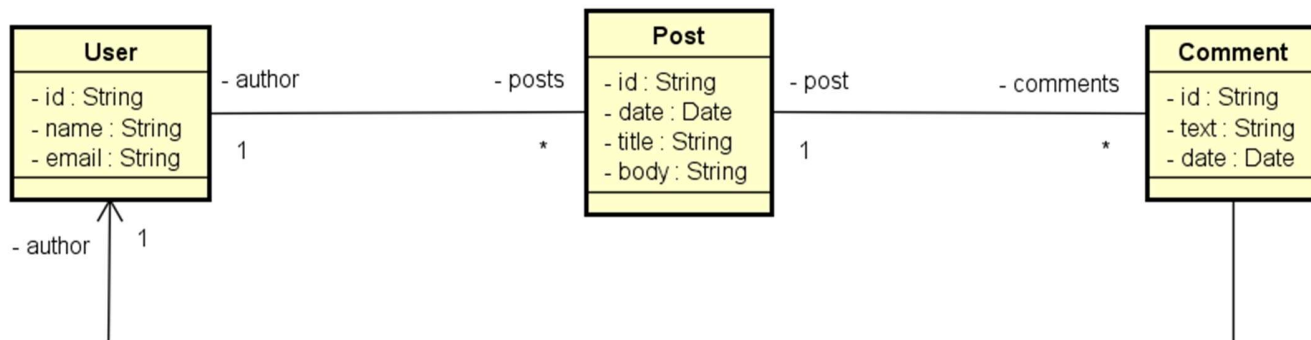 User
- id : String
- name : String
- email : String
- author
- posts
1
*
Post
- id : String
- date : Date
- title : String
- body : String
- post
- comments
1
*
Comment
- id : String
- text : String
- date : Date
- author
1